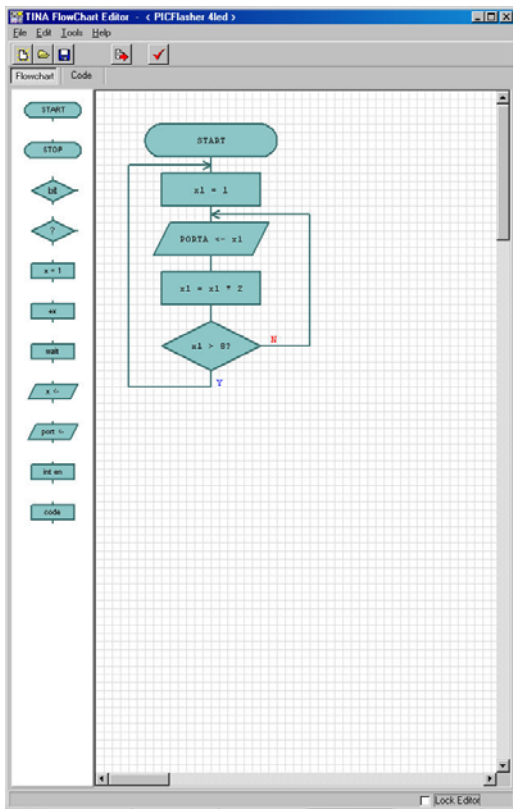 TINA FlowChart Editor - < PICFlasher 4led >
File Edit Tools Help
Flowchart Code
START
STOP
bit
?
x = 1
wait
x <-
port <-
int en
code
START
x1 = 1
PORTA <- x1
x1 = x1 * 2
x1 > 8?
N
Y
Lock Editor